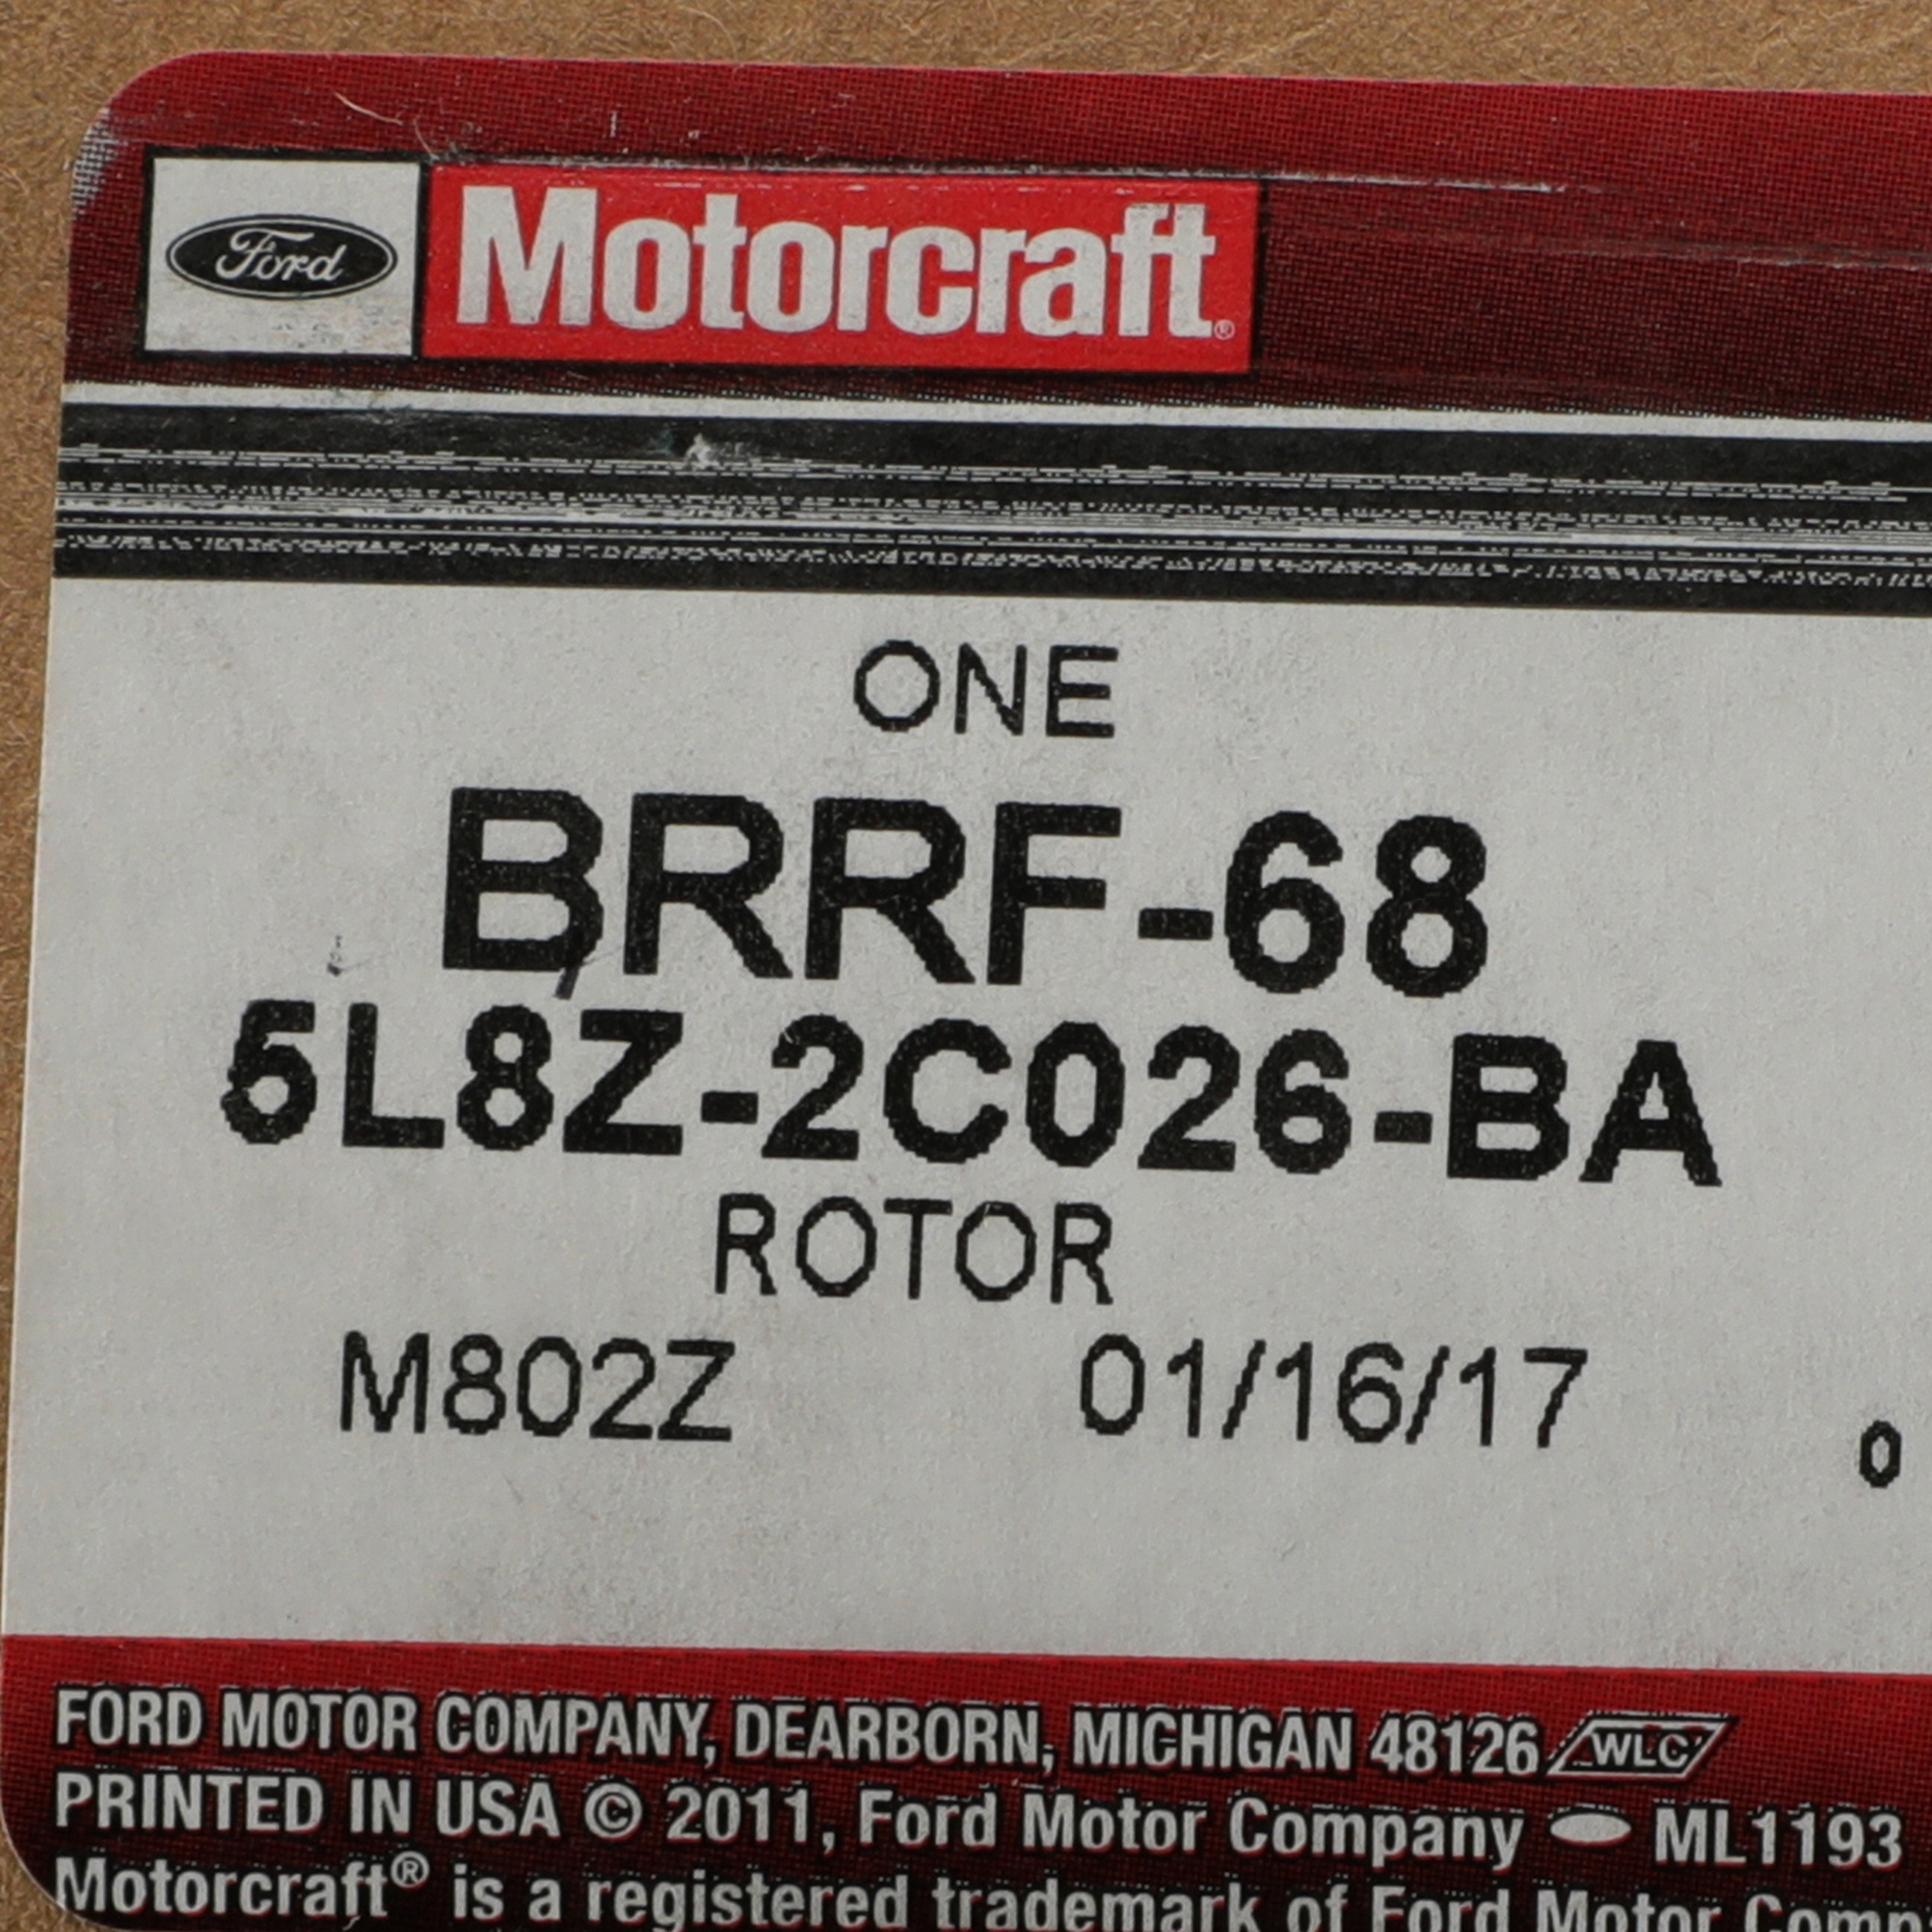 Ford Motorcraft®
ONE
BRRF-68
5L8Z-2C026-BA
ROTOR
M802Z 01/16/17 0
FORD MOTOR COMPANY, DEARBORN, MICHIGAN 48126 WLC
PRINTED IN USA © 2011, Ford Motor Company ML1193
Motorcraft® is a registered trademark of Ford Motor Comp